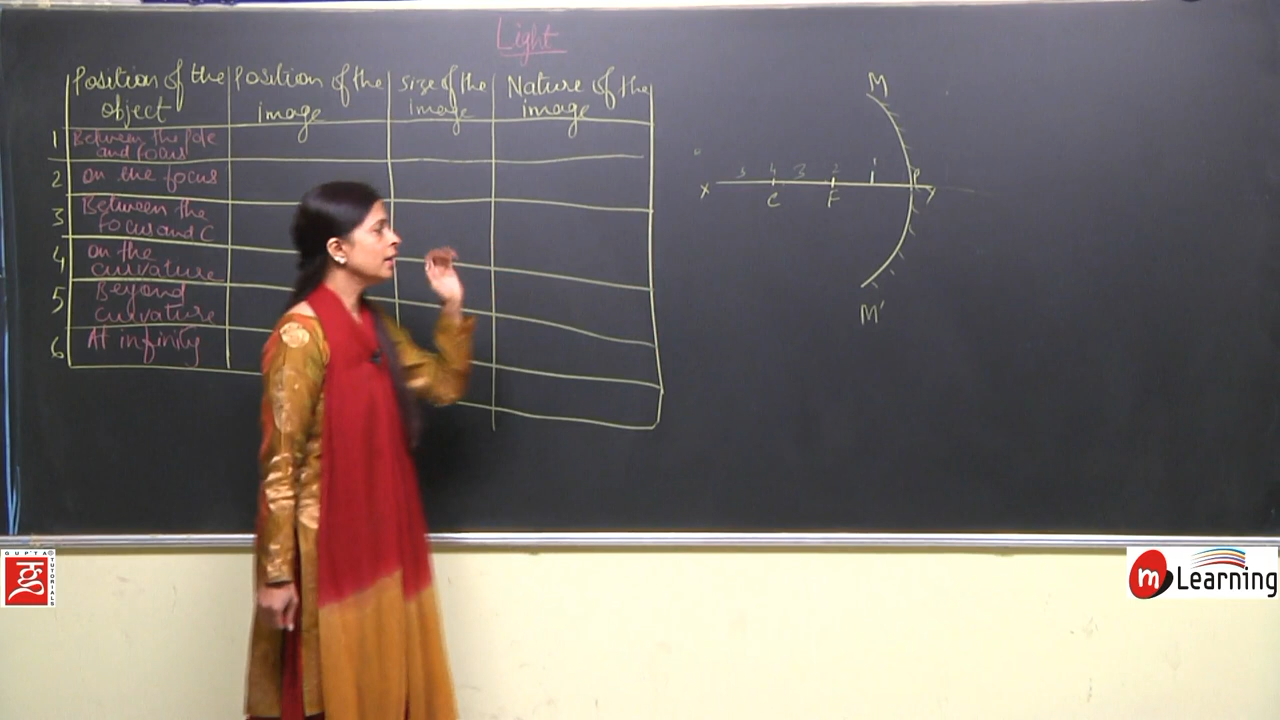 Light
Position of the object
Position of the image
Size of the image
Nature of the image
1 Between the Pole and focus
2 on the focus
3 Between the focus and C
4 on the curvature
5 Beyond curvature
6 At infinity
M
5 4 3 2 1 P
X C F Y
M'
GUPTA TUTORIALS
m Learning